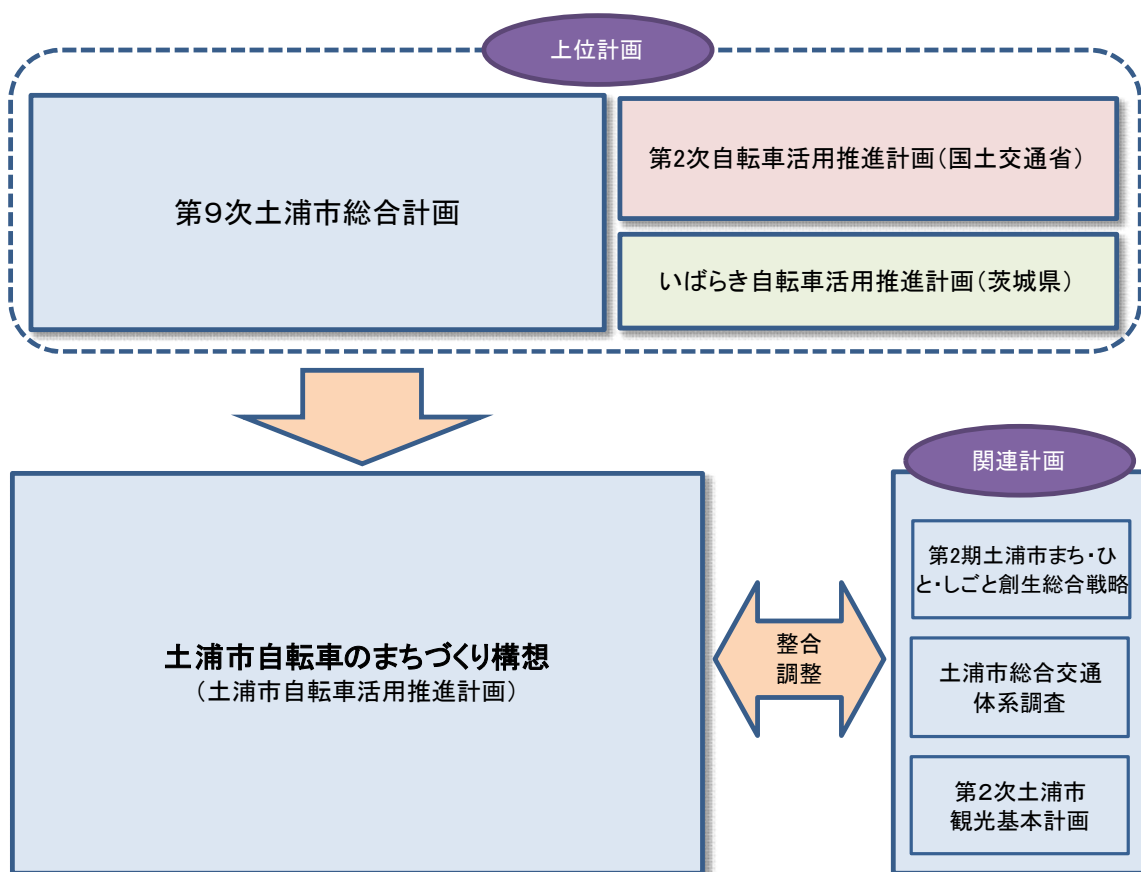 上位計画
第９次土浦市総合計画
第2次自転車活用推進計画(国土交通省)
いばらき自転車活用推進計画(茨城県)
土浦市自転車のまちづくり構想
(土浦市自転車活用推進計画)
整合
調整
関連計画
第2期土浦市まち・ひ
と・しごと創生総合戦略
土浦市総合交通
体系調査
第２次土浦市
観光基本計画